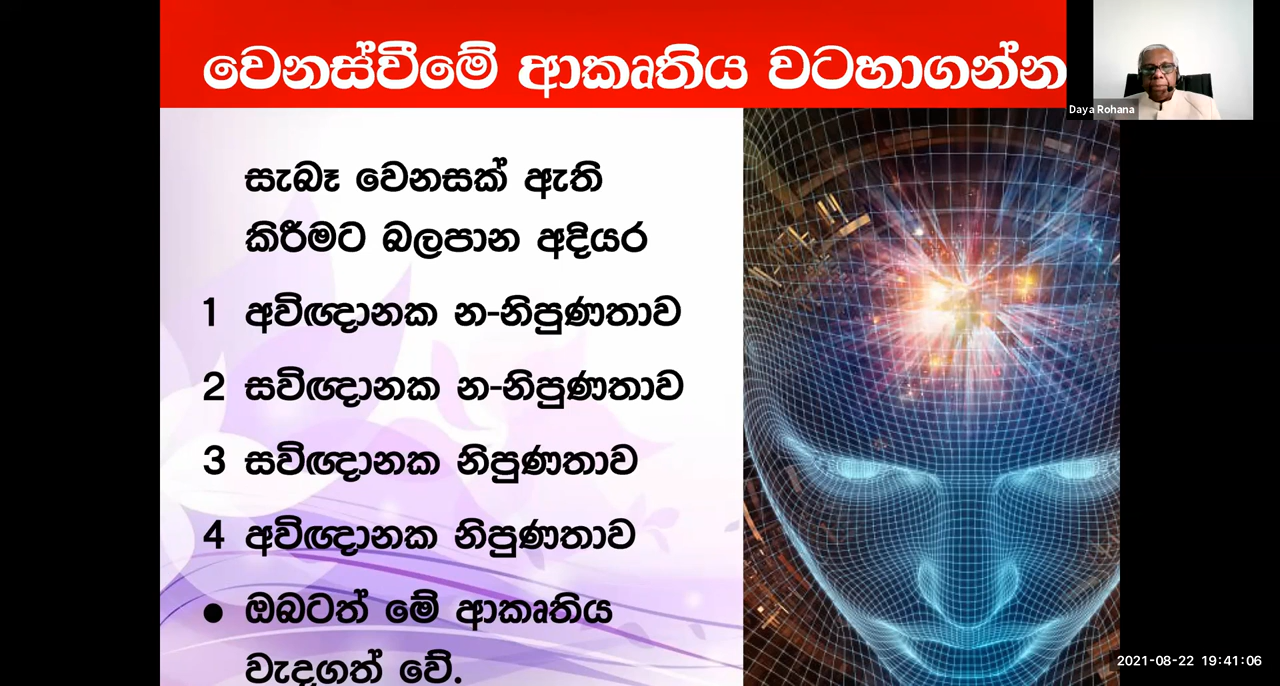 වෙනස්වීමේ ආකෘතිය වටහාගන්න
Daya Rohana
සැබෑ වෙනසක් ඇති
කිරීමට බලපාන අදියර
1 අවිඥානක න-නිපුණතාව
2 සවිඥානක න-නිපුණතාව
3 සවිඥානක නිපුණතාව
4 අවිඥානක නිපුණතාව
● ඔබටත් මේ ආකෘතිය
වැදගත් වේ.
2021-08-22 19:41:06